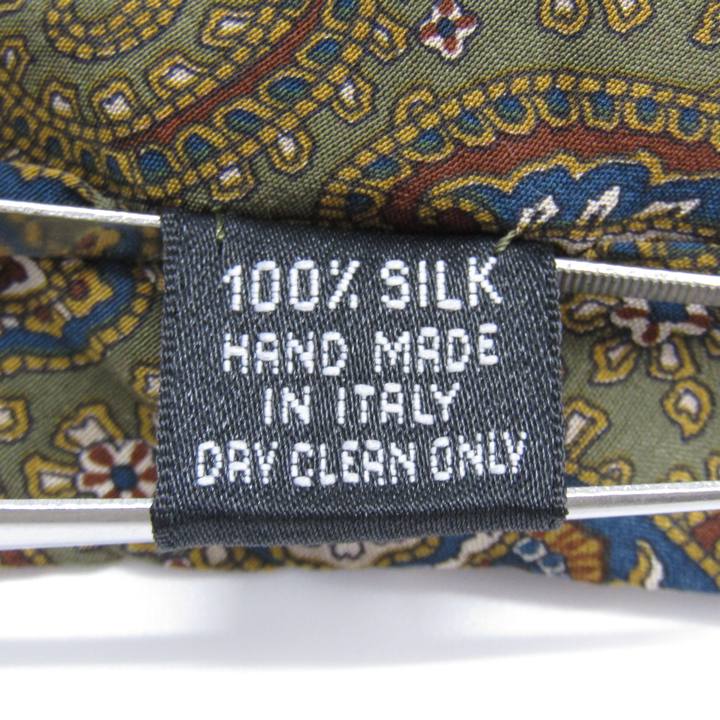 100% SILK
HAND MADE
IN ITALY
DRY CLEAN ONLY